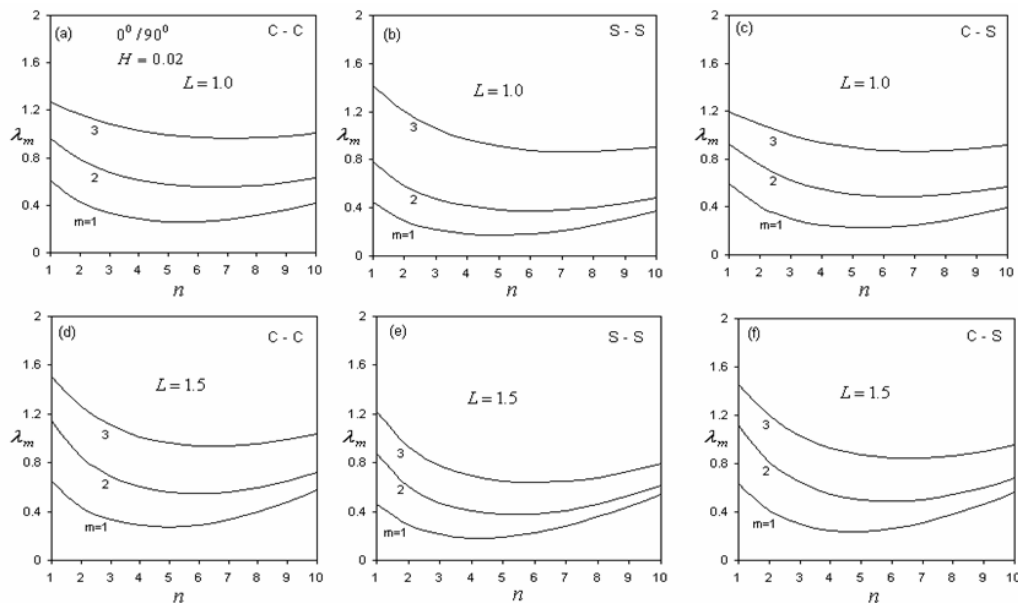 (a) 0⁰ / 90⁰ C - C
H = 0.02
L = 1.0
λm
2
1.6
1.2
0.8
0.4
0
3
2
m=1
1 2 3 4 5 6 7 8 9 10
n
(b) S - S
L = 1.0
2
1.6
1.2
0.8
0.4
0
3
2
m=1
1 2 3 4 5 6 7 8 9 10
n
(c) C - S
L = 1.0
λm
2
1.6
1.2
0.8
0.4
0
3
2
m=1
1 2 3 4 5 6 7 8 9 10
n
(d) C - C
L = 1.5
λm
2
1.6
1.2
0.8
0.4
0
3
2
m=1
1 2 3 4 5 6 7 8 9 10
n
(e) S - S
L = 1.5
λm
2
1.6
1.2
0.8
0.4
0
3
2
m=1
1 2 3 4 5 6 7 8 9 10
n
(f) C - S
L = 1.5
λm
2
1.6
1.2
0.8
0.4
0
3
2
m=1
1 2 3 4 5 6 7 8 9 10
n